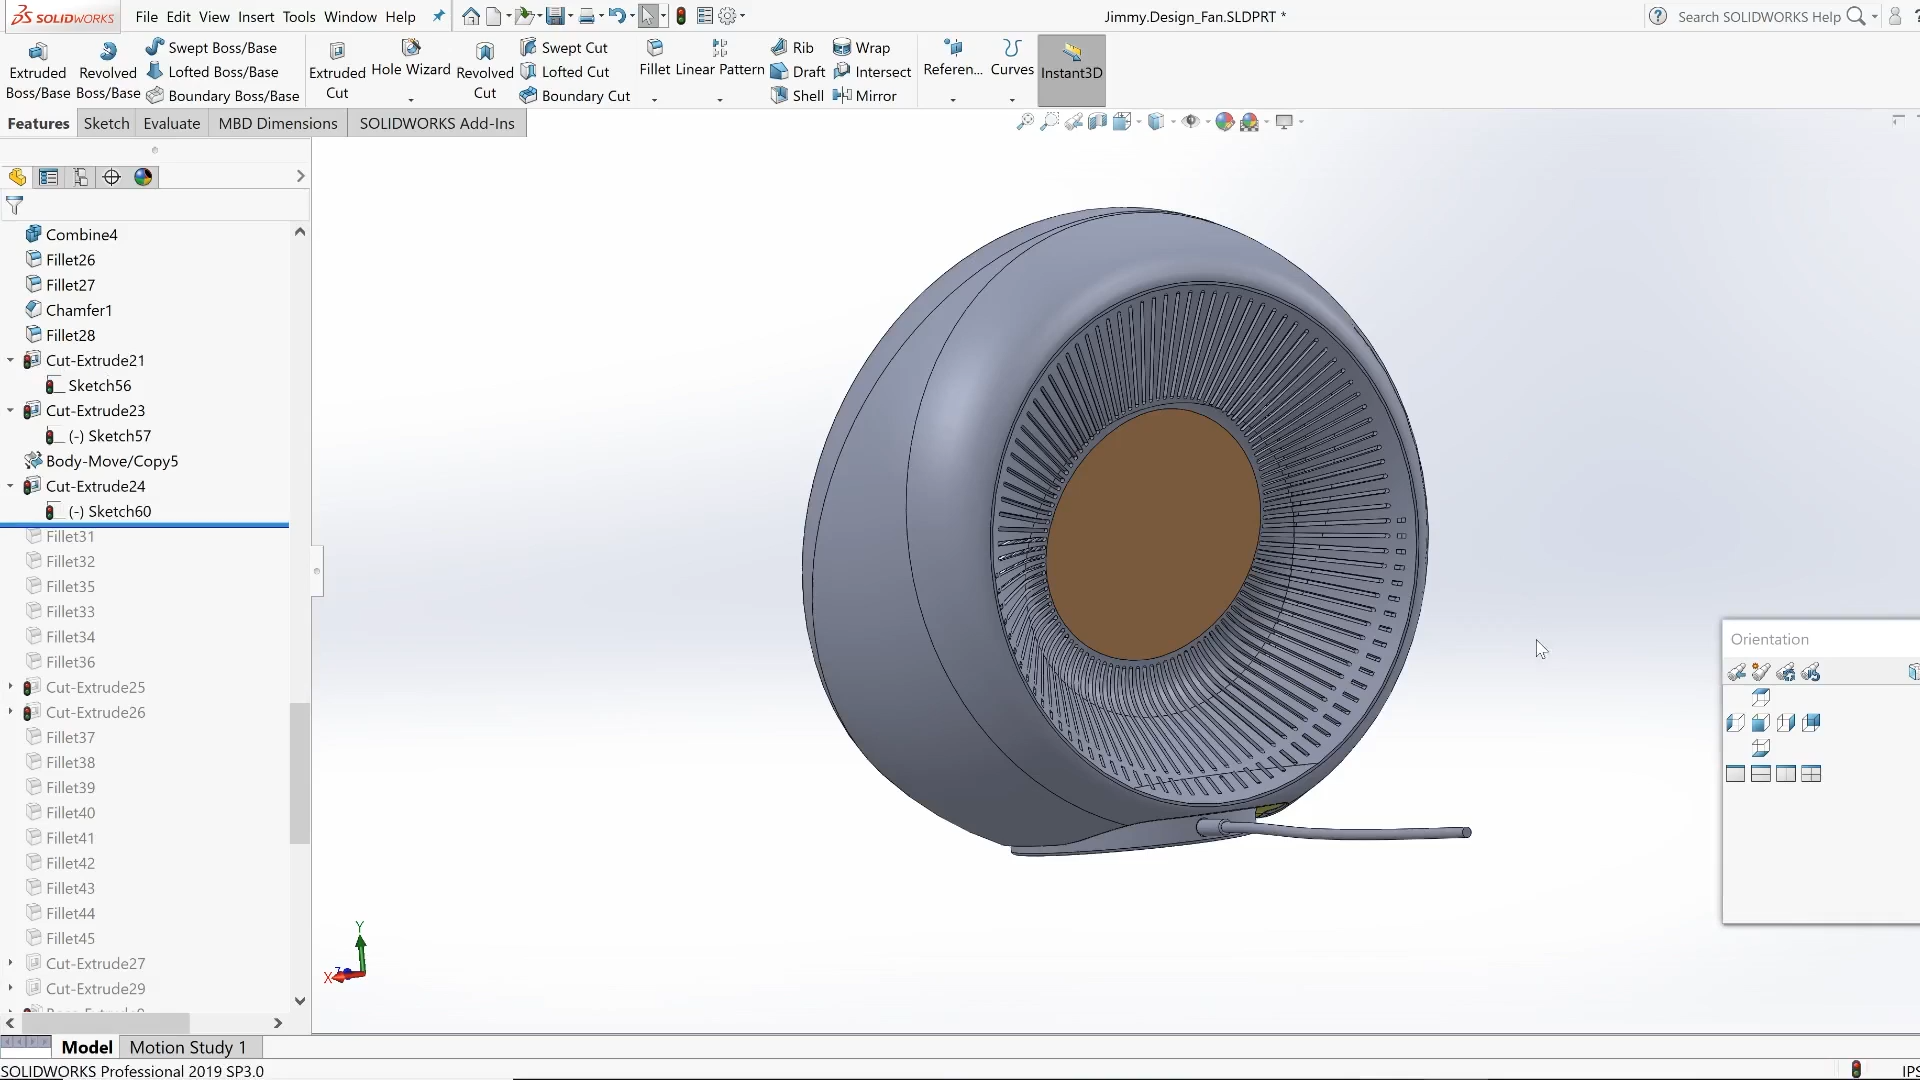 SOLIDWORKS File Edit View Insert Tools Window Help Jimmy.Design_Fan.SLDPRT * Search SOLIDWORKS Help
Extruded Boss/Base
Revolved Boss/Base
Swept Boss/Base
Lofted Boss/Base
Boundary Boss/Base
Extruded Cut
Hole Wizard
Revolved Cut
Swept Cut
Lofted Cut
Boundary Cut
Fillet
Linear Pattern
Rib
Draft
Shell
Wrap
Intersect
Mirror
Referen...
Curves
Instant3D
Features Sketch Evaluate MBD Dimensions SOLIDWORKS Add-Ins
Combine4
Fillet26
Fillet27
Chamfer1
Fillet28
Cut-Extrude21
Sketch56
Cut-Extrude23
(-) Sketch57
Body-Move/Copy5
Cut-Extrude24
(-) Sketch60
Fillet31
Fillet32
Fillet35
Fillet33
Fillet34
Fillet36
Cut-Extrude25
Cut-Extrude26
Fillet37
Fillet38
Fillet39
Fillet40
Fillet41
Fillet42
Fillet43
Fillet44
Fillet45
Cut-Extrude27
Cut-Extrude29
Orientation
Y
X
Z
Model Motion Study 1
SOLIDWORKS Professional 2019 SP3.0
IPS